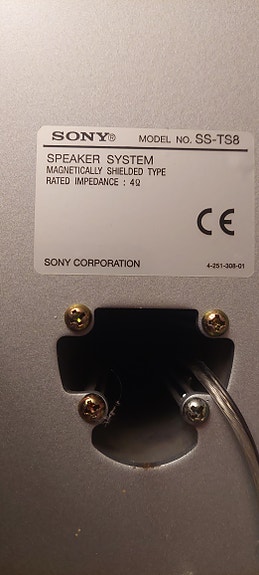 SONY® MODEL NO. SS-TS8
SPEAKER SYSTEM
MAGNETICALLY SHIELDED TYPE
RATED IMPEDANCE : 4Ω
CE
SONY CORPORATION 4-251-308-01